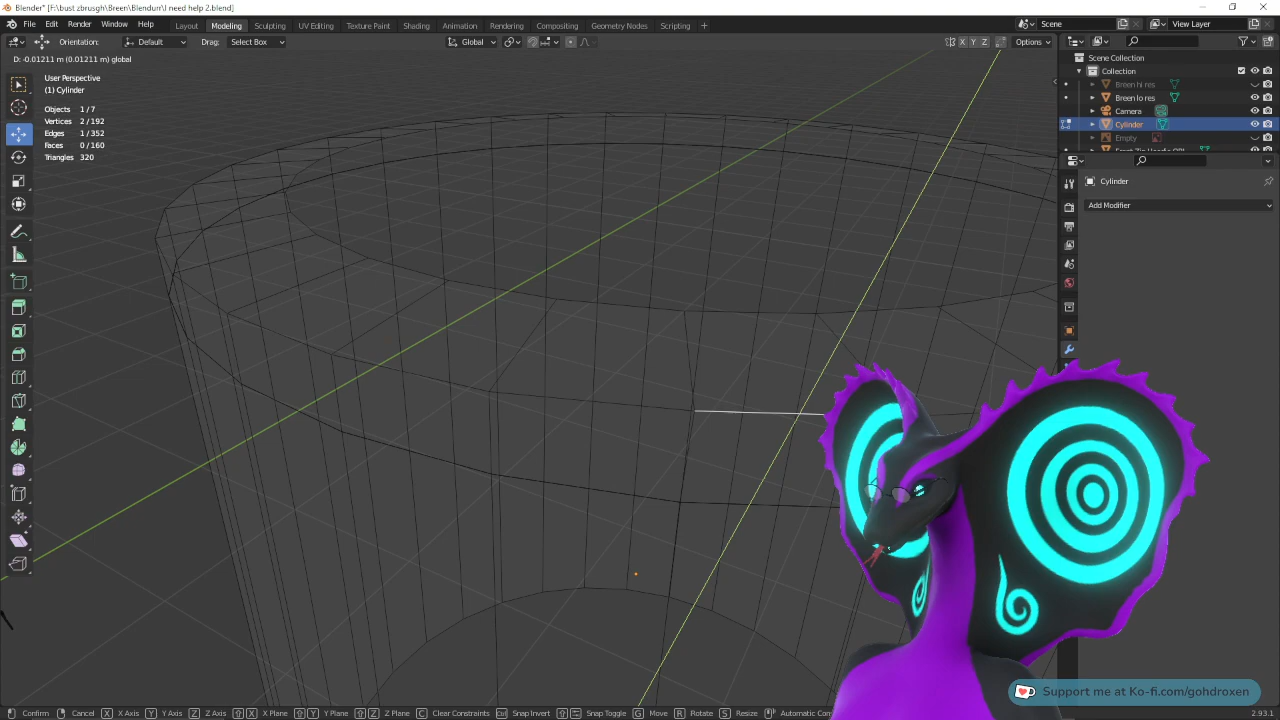 Blender* [F:\bust zbrusgh\Breen\Blendurr\I need help 2.blend]
File Edit Render Window Help Layout Modeling Sculpting UV Editing Texture Paint Shading Animation Rendering Compositing Geometry Nodes Scripting + Scene View Layer
Orientation: Default Drag: Select Box Global X Y Z Options
D: -0.01211 m (0.01211 m) global
User Perspective
(1) Cylinder
Objects 1/7
Vertices 2/192
Edges 1/352
Faces 0/160
Triangles 320
Scene Collection
Collection
Breen hi res
Breen lo res
Camera
Cylinder
Empty
Cylinder
Add Modifier
Support me at Ko-fi.com/gohdroxen
Confirm Cancel X X Axis Y Y Axis Z Z Axis X X Plane Y Y Plane Z Z Plane C Clear Constraints Snap Invert Snap Toggle G Move R Rotate S Resize Automatic Con
2.93.1